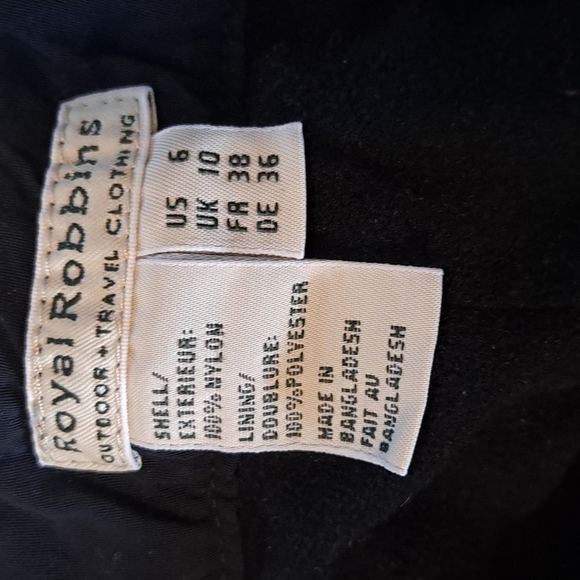 Royal Robbins
OUTDOOR + TRAVEL CLOTHING
US 6
UK 10
FR 38
DE 36
SHELL/
EXTERIEUR:
100% NYLON
LINING/
DOUBLURE:
100%POLYESTER
MADE IN
BANGLADESH
FAIT AU
BANGLADESH